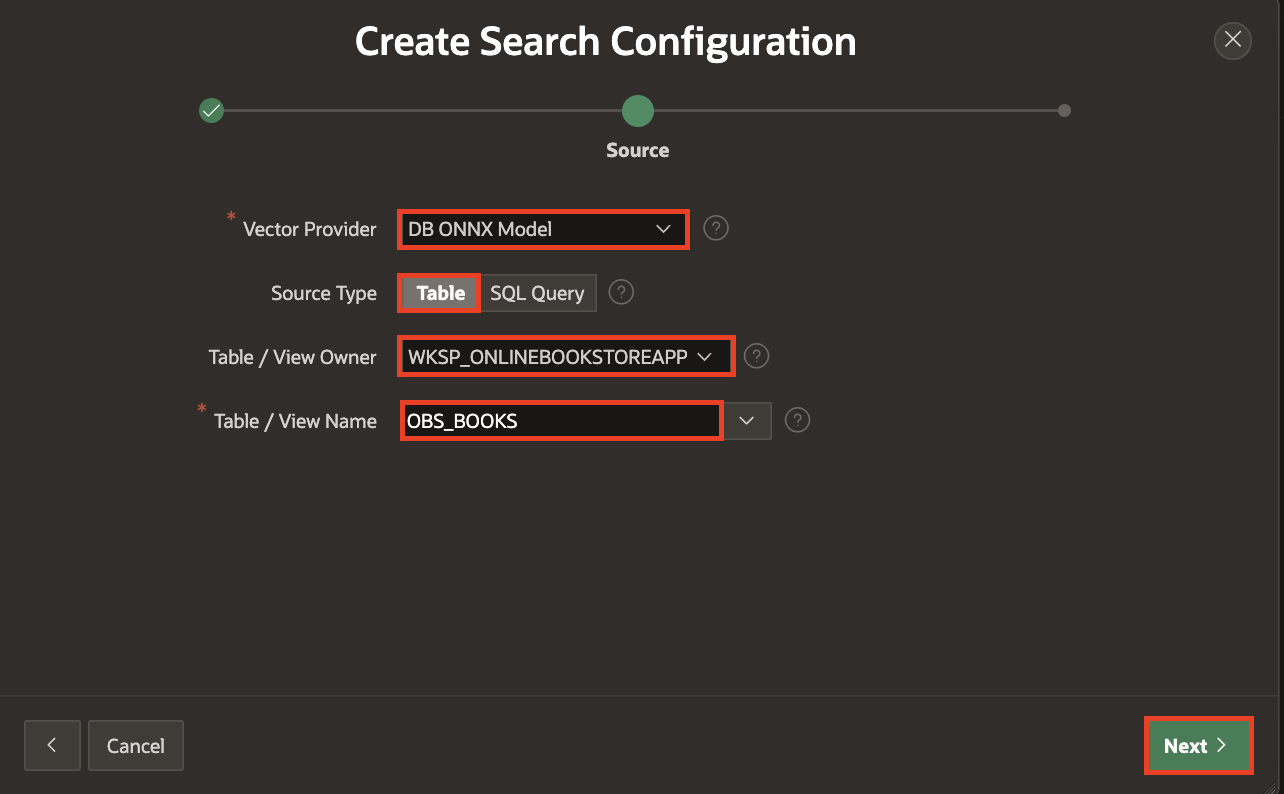 Create Search Configuration
Source
* Vector Provider DB ONNX Model ?
Source Type Table SQL Query ?
Table / View Owner WKSP_ONLINEBOOKSTOREAPP ?
* Table / View Name OBS_BOOKS ?
Cancel Next